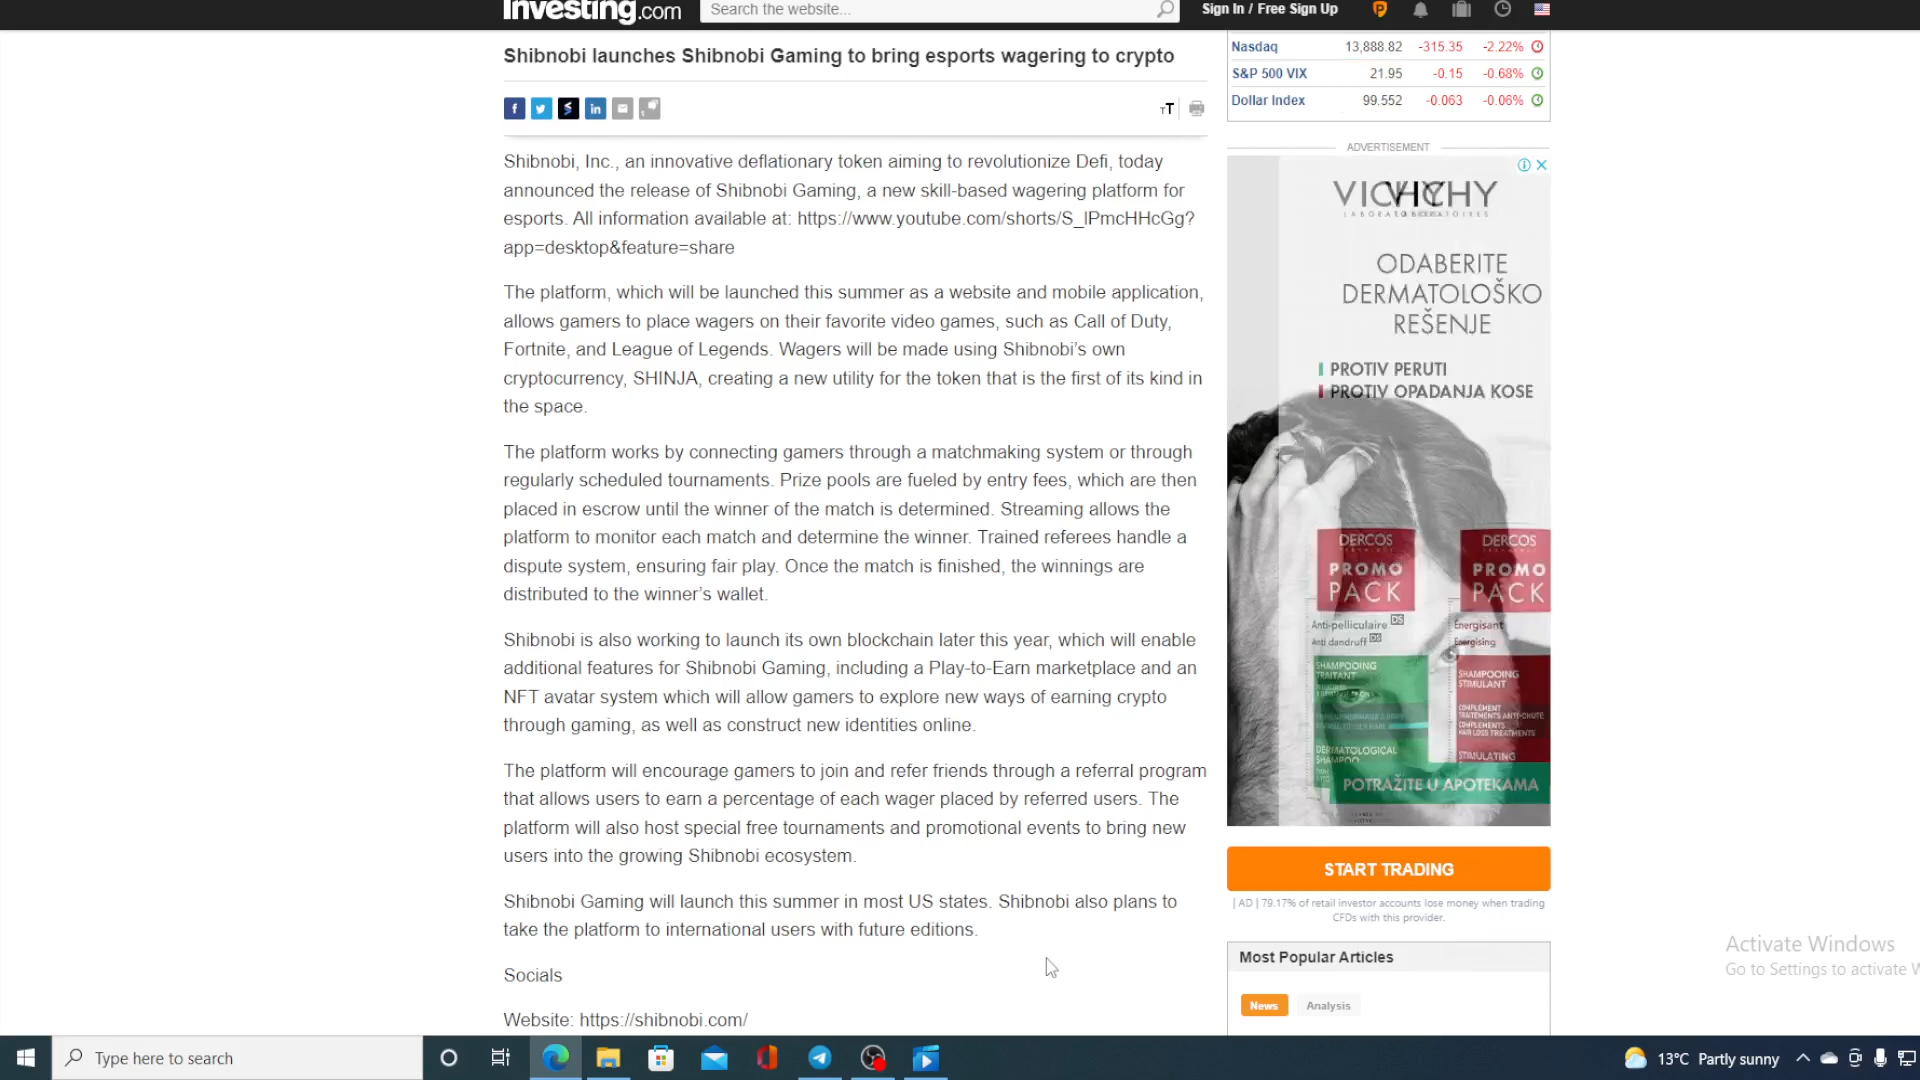 Investing.com
Search the website...
Sign In / Free Sign Up
Shibnobi launches Shibnobi Gaming to bring esports wagering to crypto
Shibnobi, Inc., an innovative deflationary token aiming to revolutionize Defi, today
announced the release of Shibnobi Gaming, a new skill-based wagering platform for
esports. All information available at: https://www.youtube.com/shorts/S_lPmcHHcGg?
app=desktop&feature=share
The platform, which will be launched this summer as a website and mobile application,
allows gamers to place wagers on their favorite video games, such as Call of Duty,
Fortnite, and League of Legends. Wagers will be made using Shibnobi's own
cryptocurrency, SHINJA, creating a new utility for the token that is the first of its kind in
the space.
The platform works by connecting gamers through a matchmaking system or through
regularly scheduled tournaments. Prize pools are fueled by entry fees, which are then
placed in escrow until the winner of the match is determined. Streaming allows the
platform to monitor each match and determine the winner. Trained referees handle a
dispute system, ensuring fair play. Once the match is finished, the winnings are
distributed to the winner's wallet.
Shibnobi is also working to launch its own blockchain later this year, which will enable
additional features for Shibnobi Gaming, including a Play-to-Earn marketplace and an
NFT avatar system which will allow gamers to explore new ways of earning crypto
through gaming, as well as construct new identities online.
The platform will encourage gamers to join and refer friends through a referral program
that allows users to earn a percentage of each wager placed by referred users. The
platform will also host special free tournaments and promotional events to bring new
users into the growing Shibnobi ecosystem.
Shibnobi Gaming will launch this summer in most US states. Shibnobi also plans to
take the platform to international users with future editions.
Socials
Website: https://shibnobi.com/
Nasdaq 13,888.82 -315.35 -2.22%
S&P 500 VIX 21.95 -0.15 -0.68%
Dollar Index 99.552 -0.063 -0.06%
ADVERTISEMENT
VICHY
ODABERITE
DERMATOLOŠKO
REŠENJE
PROTIV PERUTI
PROTIV OPADANJA KOSE
DERCOS DERCOS
PROMO PROMO
PACK PACK
Anti-pelliculaire DS Energisant
Anti dandruff DS Energising
SHAMPOOING
TRAITANT
SHAMPOOING
STIMULANT
DERMATOLOGICAL
SHAMPOO
STIMULATING
POTRAŽITE U APOTEKAMA
START TRADING
| AD | 79.17% of retail investor accounts lose money when trading
CFDs with this provider.
Most Popular Articles
News Analysis
Activate Windows
Go to Settings to activate W
Type here to search
13°C Partly sunny